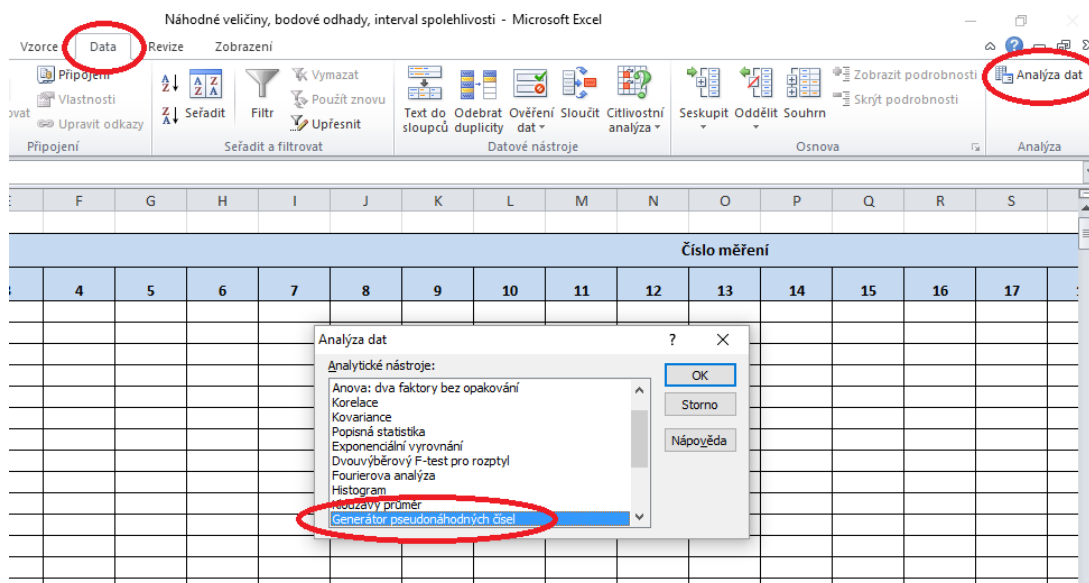 Náhodné veličiny, bodové odhady, interval spolehlivosti - Microsoft Excel
Vzorce Data Revize Zobrazení
Připojení
Vlastnosti
Upravit odkazy
Připojení
Seřadit
Filtr
Vymazat
Použít znovu
Upřesnit
Seřadit a filtrovat
Text do sloupců
Odebrat duplicity
Ověření dat
Sloučit
Citlivostní analýza
Datové nástroje
Seskupit
Oddělit
Souhrn
Zobrazit podrobnosti
Skrýt podrobnosti
Osnova
Analýza dat
Analýza
F G H I J K L M N O P Q R S
Číslo měření
4 5 6 7 8 9 10 11 12 13 14 15 16 17
Analýza dat
Analytické nástroje:
Anova: dva faktory bez opakování
Korelace
Kovariance
Popisná statistika
Exponenciální vyrovnání
Dvouvýběrový F-test pro rozptyl
Fourierova analýza
Histogram
Klouzavý průměr
Generátor pseudonáhodných čísel
OK
Storno
Nápověda